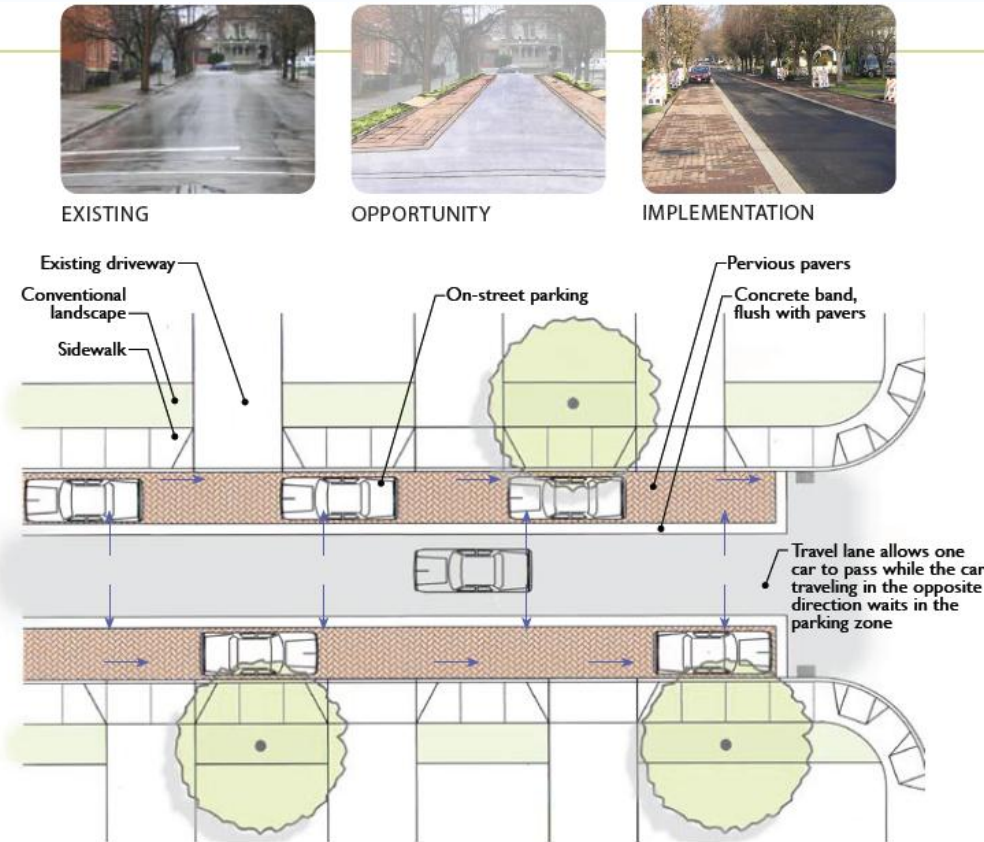 EXISTING
OPPORTUNITY
IMPLEMENTATION
Existing driveway
Conventional
landscape
Sidewalk
On-street parking
Pervious pavers
Concrete band,
flush with pavers
Travel lane allows one
car to pass while the car
traveling in the opposite
direction waits in the
parking zone